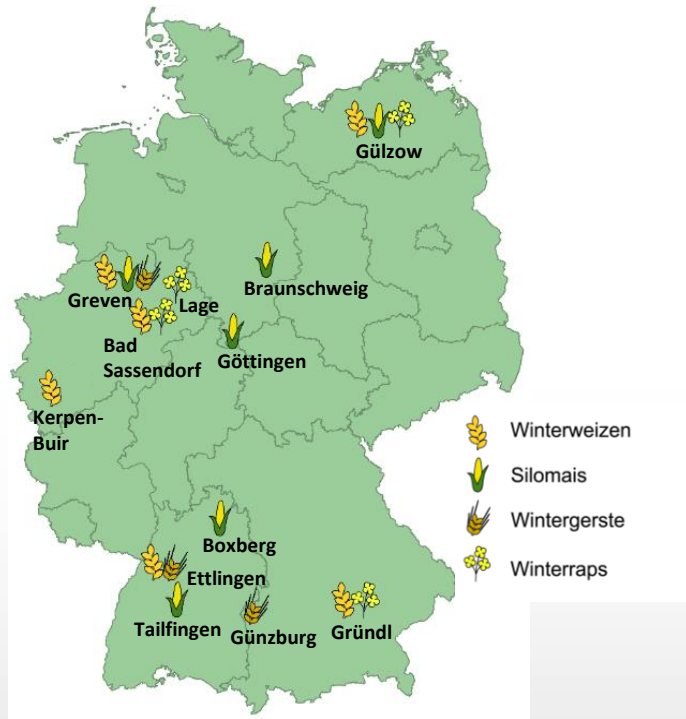 Gülzow
Braunschweig
Greven
Lage
Bad
Sassendorf
Göttingen
Kerpen-
Buir
Winterweizen
Silomais
Wintergerste
Winterraps
Boxberg
Ettlingen
Tailfingen
Günzburg
Gründl